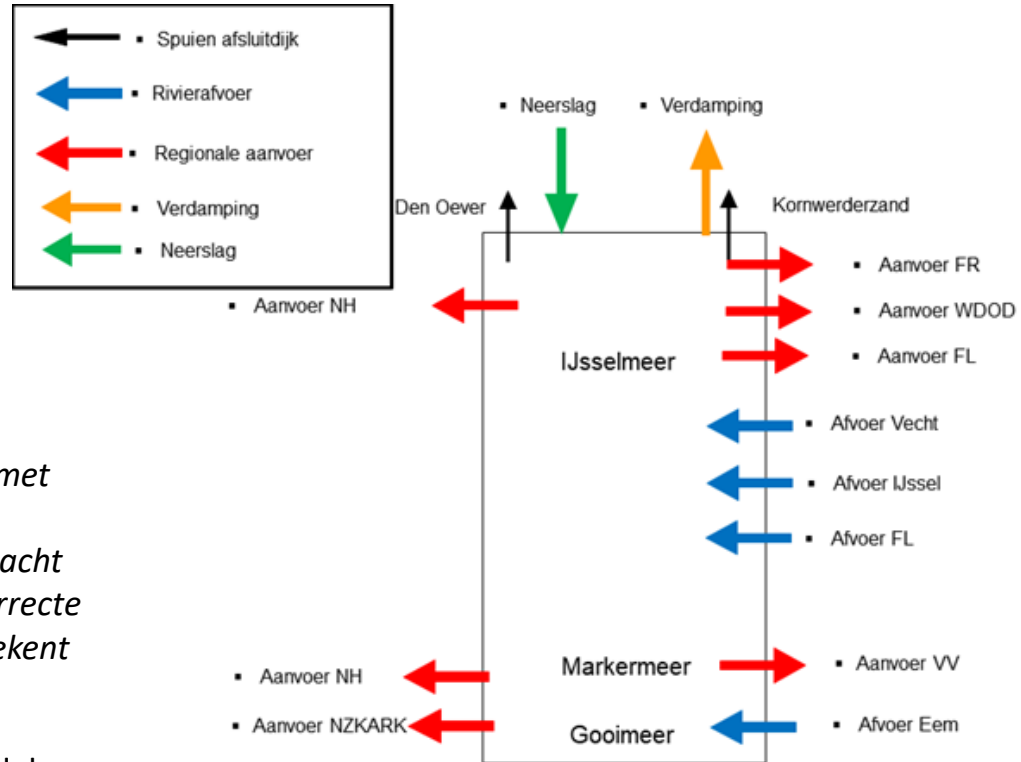 Spuien afsluitdijk
Rivierafvoer
Regionale aanvoer
Verdamping
Neerslag
▪ Neerslag ▪ Verdamping
Den Oever
Kornwerderzand
▪ Aanvoer NH
▪ Aanvoer FR
▪ Aanvoer WDOD
▪ Aanvoer FL
IJsselmeer
▪ Afvoer Vecht
▪ Afvoer IJssel
▪ Afvoer FL
met
acht
rrecte
ekent
Markermeer
▪ Aanvoer NH
▪ Aanvoer VV
▪ Aanvoer NZKARK
Gooimeer
▪ Afvoer Eem